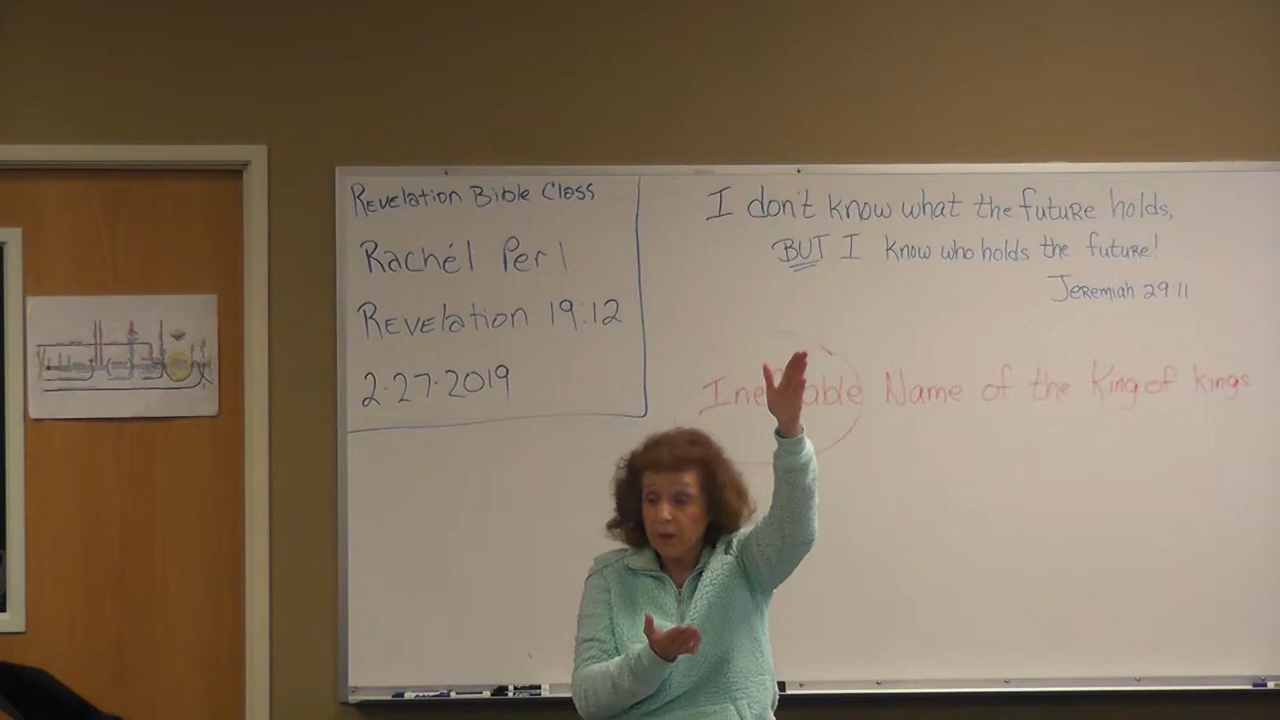 Revelation Bible Class
Rachél Perl
Revelation 19:12
2·27·2019
I don't know what the future holds,
BUT I know who holds the future!
Jeremiah 29 11
Name of the King of kings